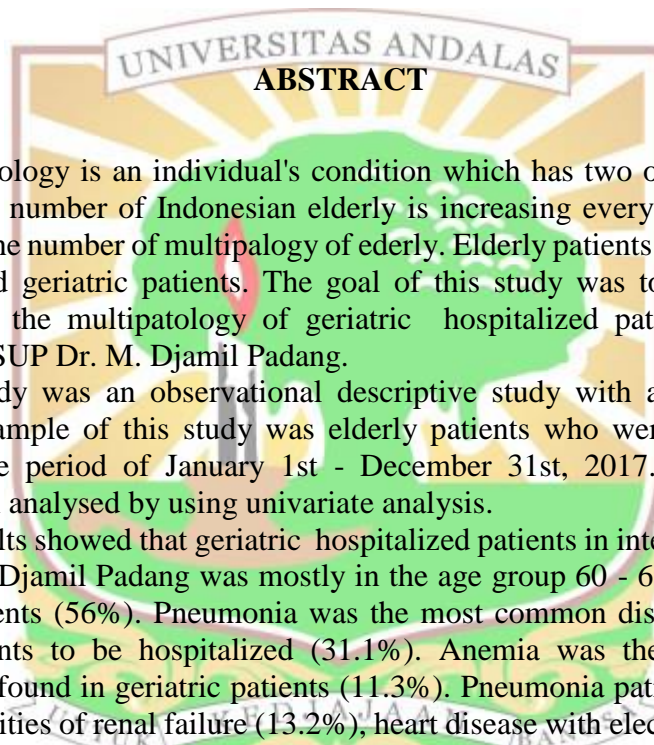 UNIVERSITAS ANDALAS
ABSTRACT
ology is an individual's condition which has two o
number of Indonesian elderly is increasing every
he number of multipalogy of ederly. Elderly patients
d geriatric patients. The goal of this study was to
the multipatology of geriatric hospitalized pat
SUP Dr. M. Djamil Padang.
dy was an observational descriptive study with a
ample of this study was elderly patients who wer
e period of January 1st - December 31st, 2017.
analysed by using univariate analysis.
lts showed that geriatric hospitalized patients in inte
Djamil Padang was mostly in the age group 60 - 6
ents (56%). Pneumonia was the most common dis
nts to be hospitalized (31.1%). Anemia was the
found in geriatric patients (11.3%). Pneumonia pati
ities of renal failure (13.2%), heart disease with elec